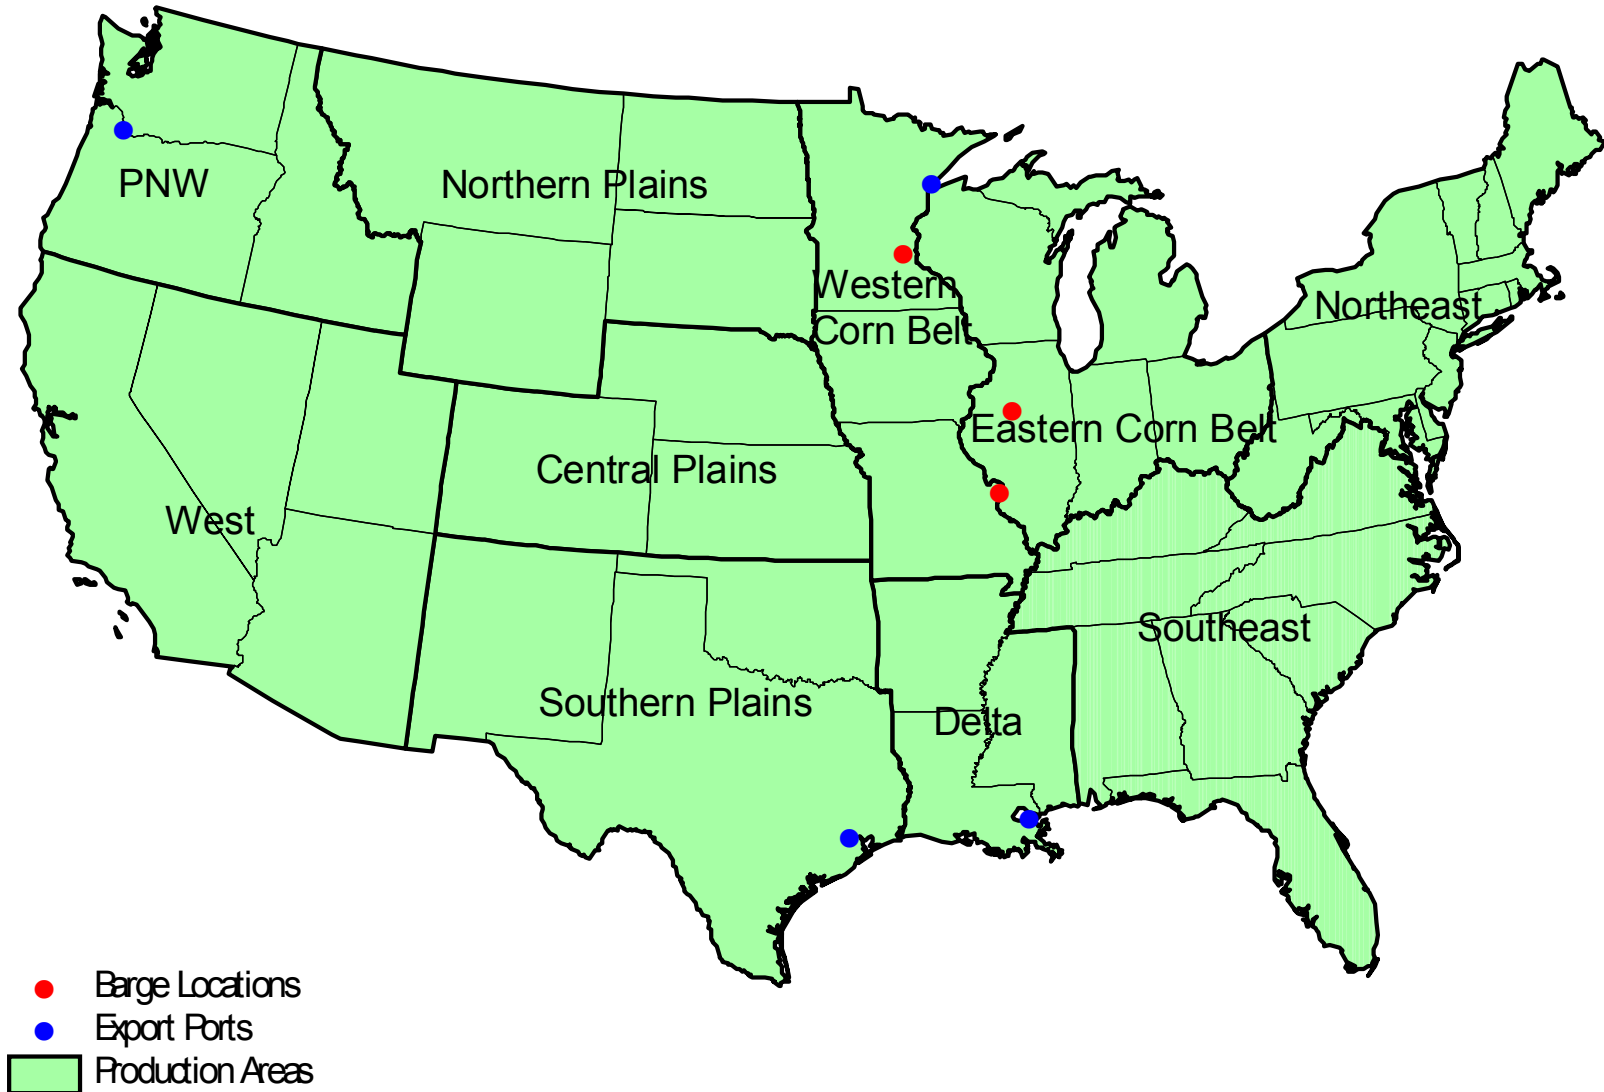 PNW
Northern Plains
Western
Corn Belt
Northeast
Eastern Corn Belt
Central Plains
West
Southeast
Southern Plains
Delta
Barge Locations
Export Ports
Production Areas